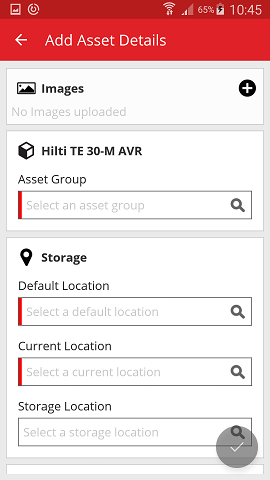 65% 10:45
Add Asset Details
Images
No Images uploaded
Hilti TE 30-M AVR
Asset Group
Select an asset group
Storage
Default Location
Select a default location
Current Location
Select a current location
Storage Location
Select a storage location